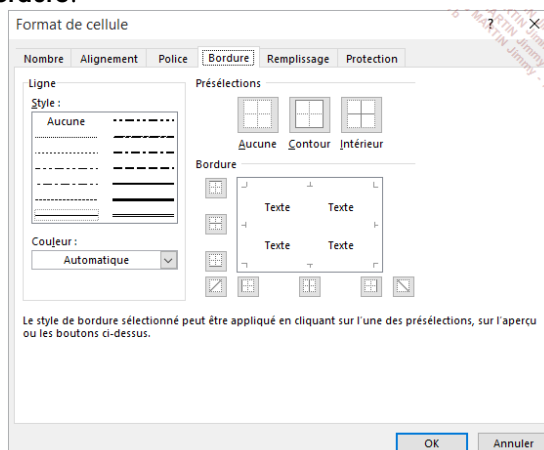 Format de cellule
? ×
Nombre Alignement Police Bordure Remplissage Protection
Ligne
Style :
Aucune
Couleur :
Automatique
Présélections
Aucune Contour Intérieur
Bordure
Texte Texte
Texte Texte
Le style de bordure sélectionné peut être appliqué en cliquant sur l'une des présélections, sur l'aperçu
ou les boutons ci-dessus.
OK Annuler
MARTIN Jimmy